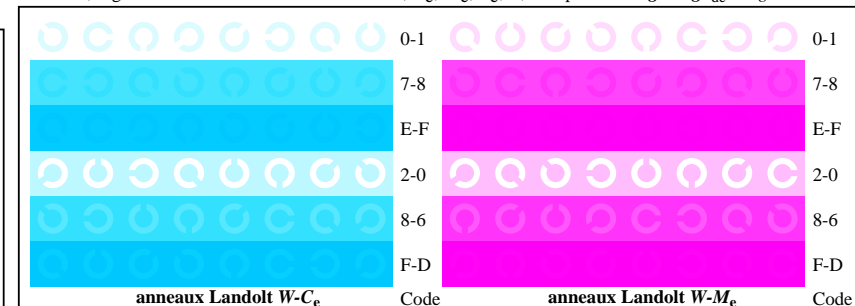 0-1 0-1
7-8 7-8
E-F E-F
2-0 2-0
8-6 8-6
F-D F-D
anneaux Landolt W-Ce Code anneaux Landolt W-Me Code